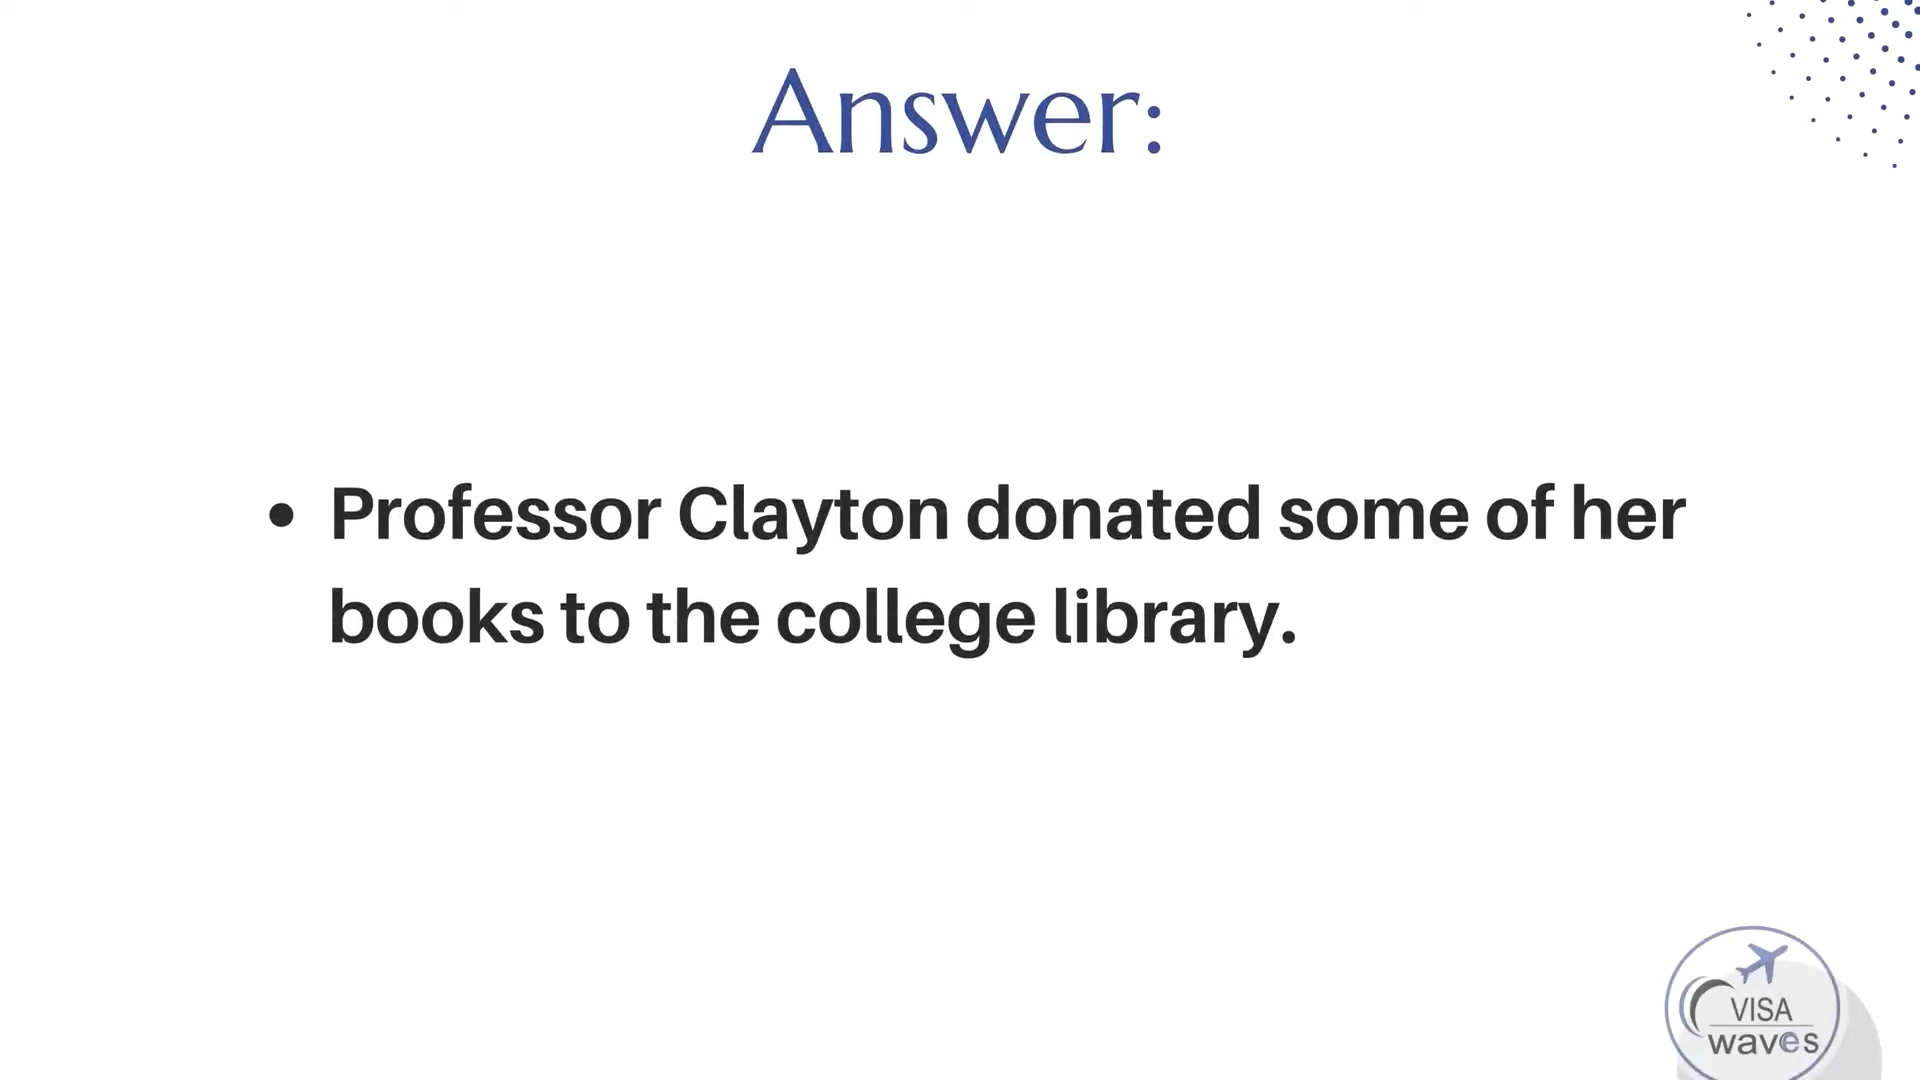 Answer:
• Professor Clayton donated some of her
books to the college library.
VISA
waves